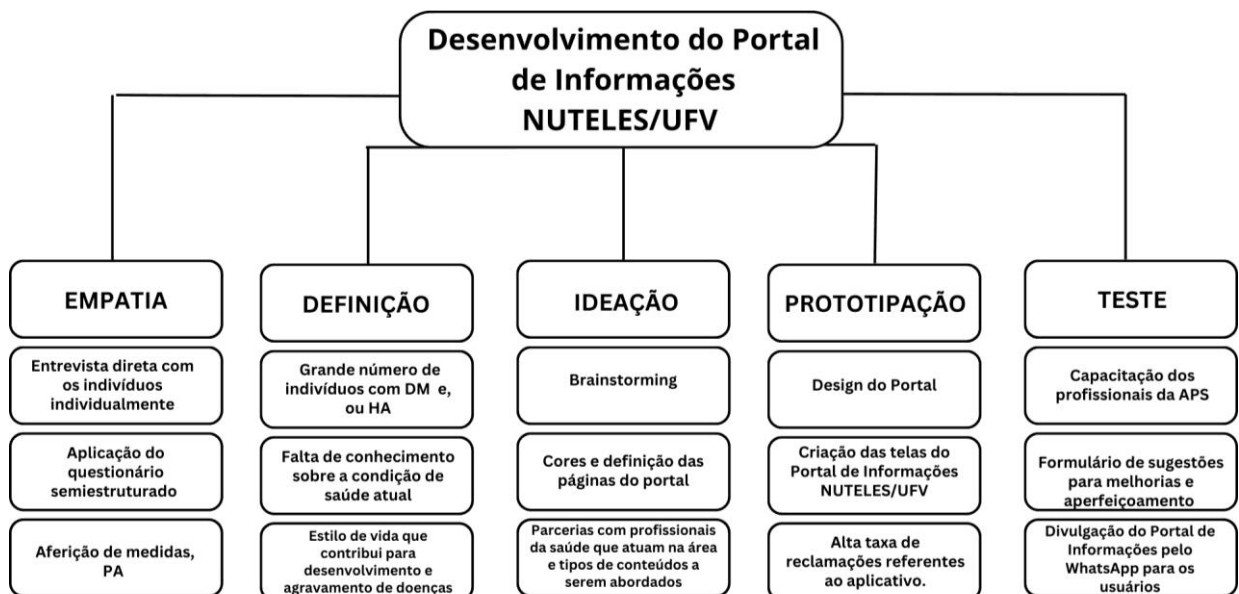 Desenvolvimento do Portal
de Informações
NUTELES/UFV
EMPATIA
Entrevista direta com
os indivíduos
individualmente
Aplicação do
questionário
semiestruturado
Aferição de medidas,
PA
DEFINIÇÃO
Grande número de
indivíduos com DM e,
ou HA
Falta de conhecimento
sobre a condição de
saúde atual
Estilo de vida que
contribui para
desenvolvimento e
agravamento de doenças
IDEAÇÃO
Brainstorming
Cores e definição das
páginas do portal
Parcerias com profissionais
da saúde que atuam na área
e tipos de conteúdos a
serem abordados
PROTOTIPAÇÃO
Design do Portal
Criação das telas do
Portal de Informações
NUTELES/UFV
Alta taxa de
reclamações referentes
ao aplicativo.
TESTE
Capacitação dos
profissionais da APS
Formulário de sugestões
para melhorias e
aperfeiçoamento
Divulgação do Portal de
Informações pelo
WhatsApp para os
usuários